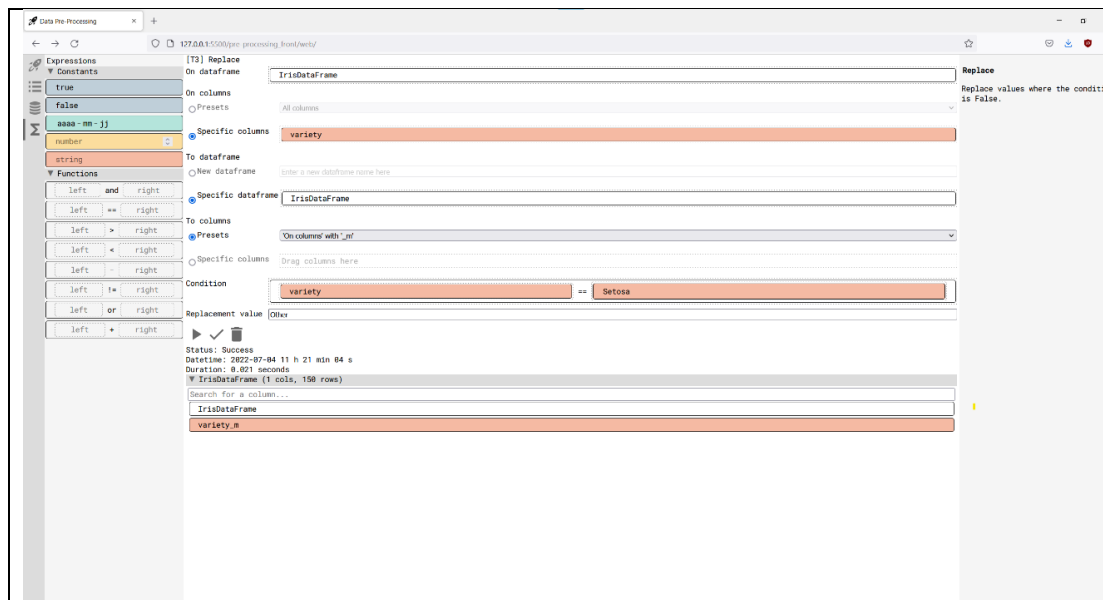 Data Pre-Processing
127.0.0.1:5500/pre-processing_front/web/
Expressions
▼ Constants
true
false
aaaa-mm-jj
number
string
▼ Functions
left and right
left == right
left > right
left < right
left - right
left != right
left or right
left + right
[T3] Replace
On dataframe IrisDataFrame
On columns
Presets All columns
Specific columns variety
To dataframe
New dataframe Enter a new dataframe name here
Specific dataframe IrisDataFrame
To columns
Presets 'On columns' with '_m'
Specific columns Drag columns here
Condition variety == Setosa
Replacement value Other
Status: Success
Datetime: 2022-07-04 11 h 21 min 04 s
Duration: 0.021 seconds
▼ IrisDataFrame (1 cols, 150 rows)
Search for a column...
IrisDataFrame
variety_m
Replace
Replace values where the conditi
is False.